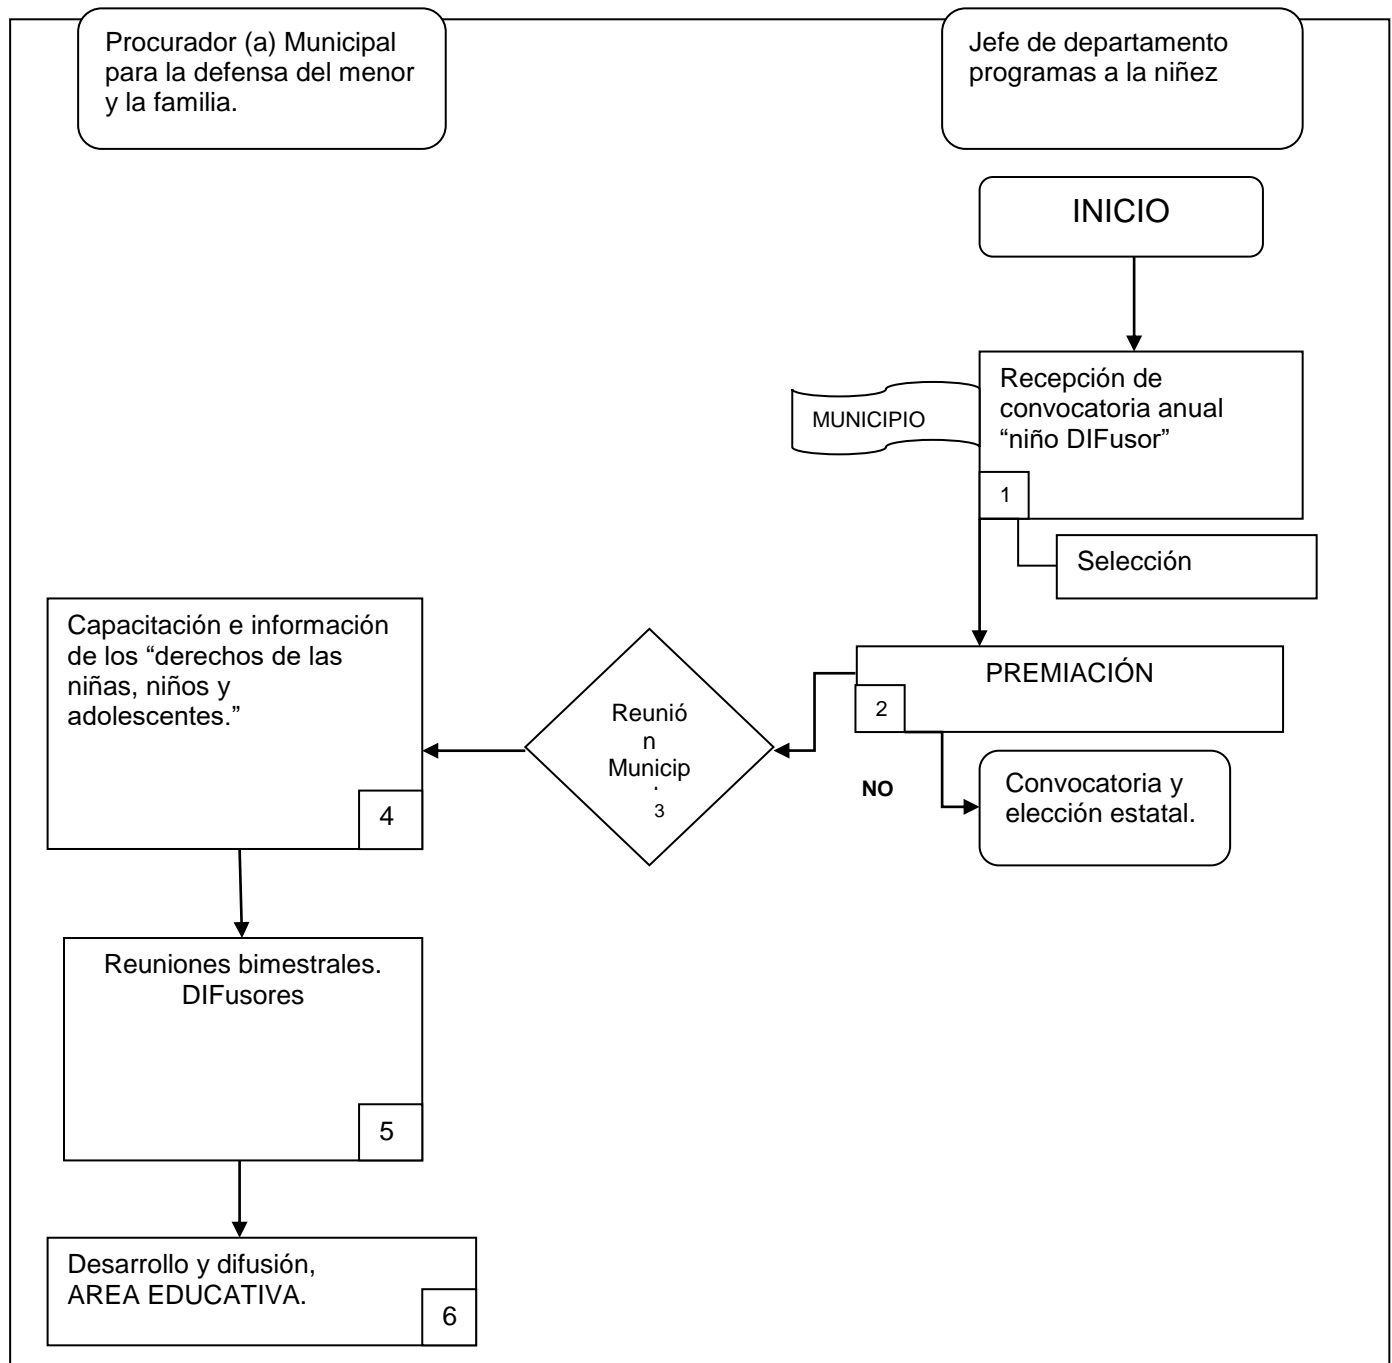 Procurador (a) Municipal
para la defensa del menor
y la familia.
Jefe de departamento
programas a la niñez
INICIO
Recepción de
convocatoria anual
“niño DIFusor”
MUNICIPIO
1
Selección
PREMIACIÓN
2
NO
Convocatoria y
elección estatal.
Reunió
n
Municip
3
Capacitación e información
de los “derechos de las
niñas, niños y
adolescentes.”
4
Reuniones bimestrales.
DIFusores
5
Desarrollo y difusión,
AREA EDUCATIVA.
6